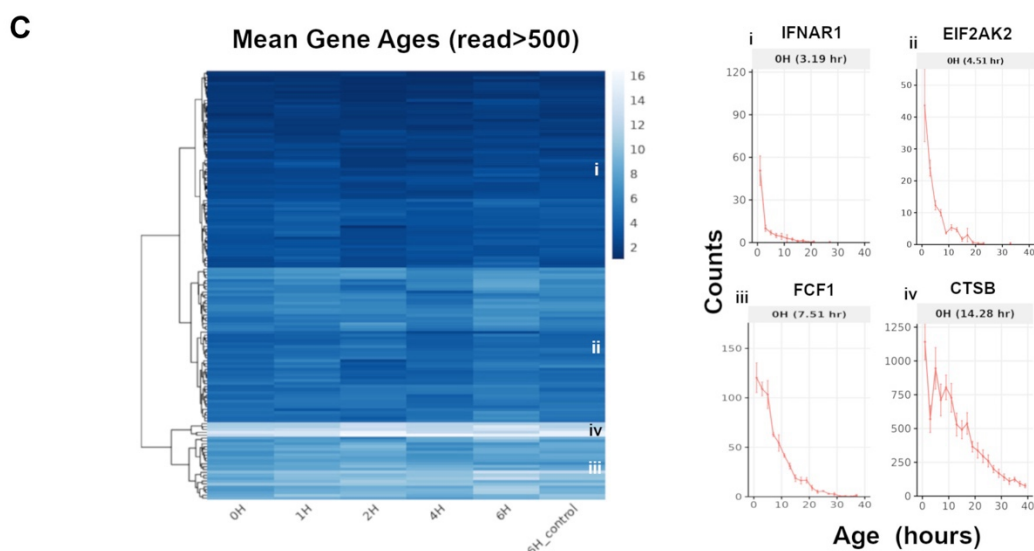 C
Mean Gene Ages (read>500)
16
14
12
10
8
6
4
2
i
ii
iv
iii
0H
1H
2H
4H
6H
6H_control
i
IFNAR1
0H (3.19 hr)
120
90
60
30
0
0 10 20 30 40
ii
EIF2AK2
0H (4.51 hr)
50
40
30
20
10
0
0 10 20 30 40
Counts
iii
FCF1
0H (7.51 hr)
150
100
50
0
0 10 20 30 40
iv
CTSB
0H (14.28 hr)
1250
1000
750
500
250
0
0 10 20 30 40
Age (hours)